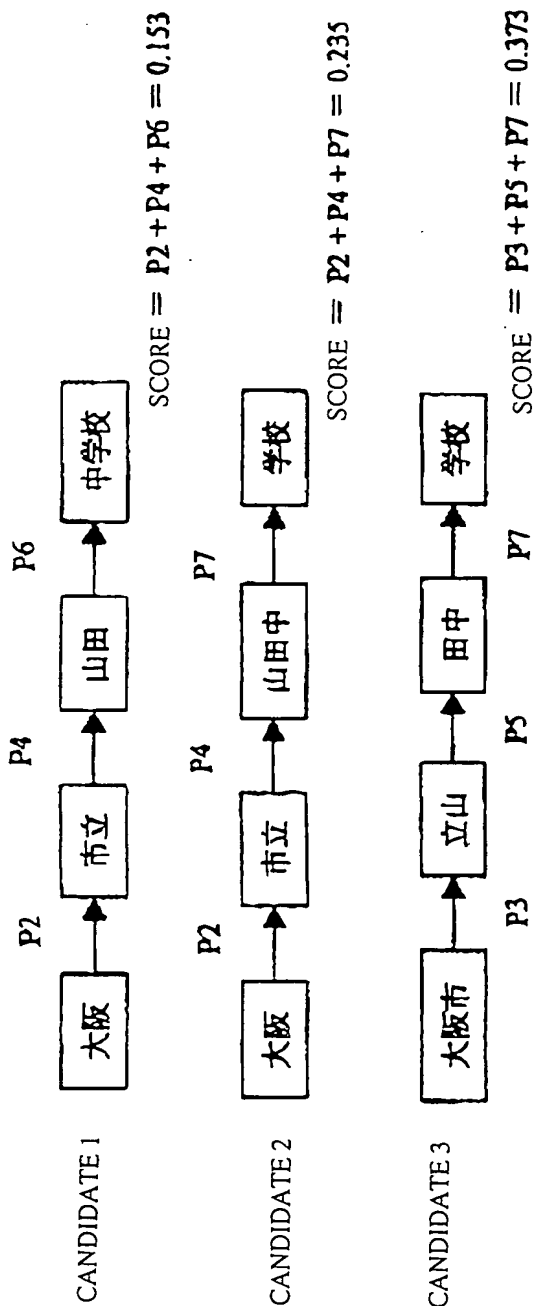 CANDIDATE 1
P2
P4
P6
大阪
市立
山田
中学校
SCORE = P2 + P4 + P6 = 0.153
CANDIDATE 2
P2
P4
P7
大阪
市立
山田中
学校
SCORE = P2 + P4 + P7 = 0.235
CANDIDATE 3
大阪市
立山
田中
学校
P3
P5
P7
SCORE = P3 + P5 + P7 = 0.373